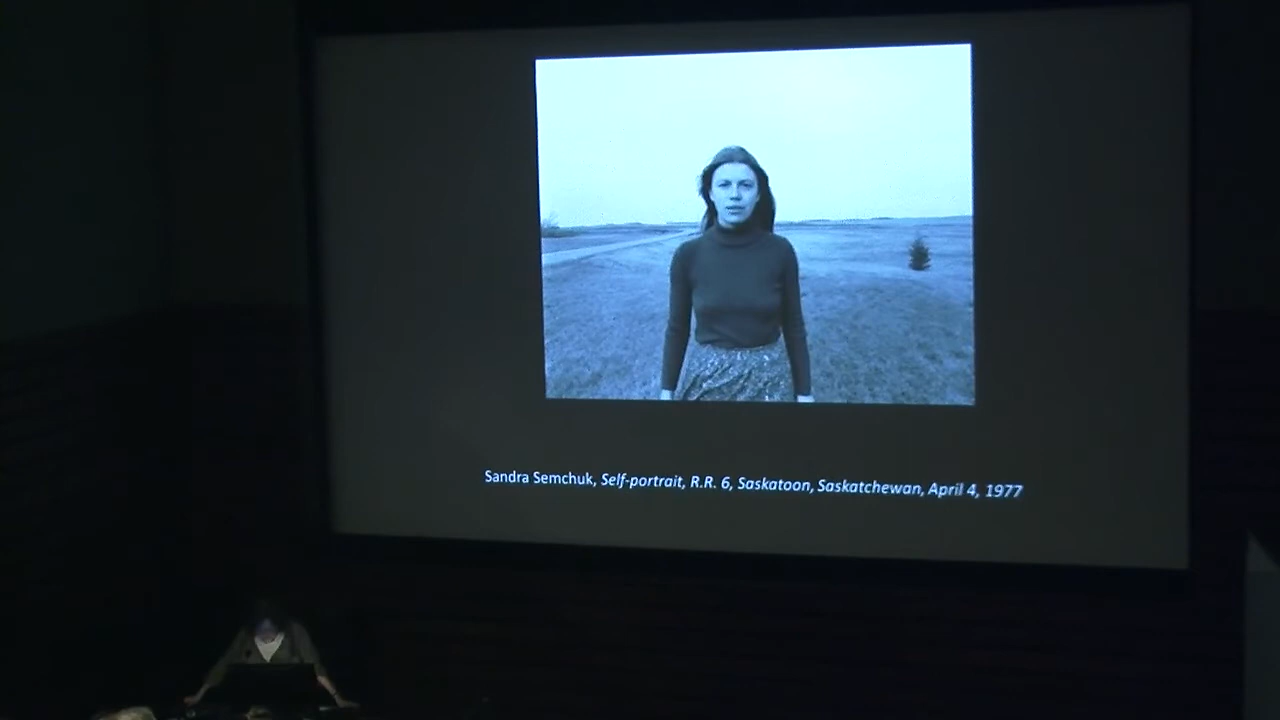 Sandra Semchuk, Self-portrait, R.R. 6, Saskatoon, Saskatchewan, April 4, 1977